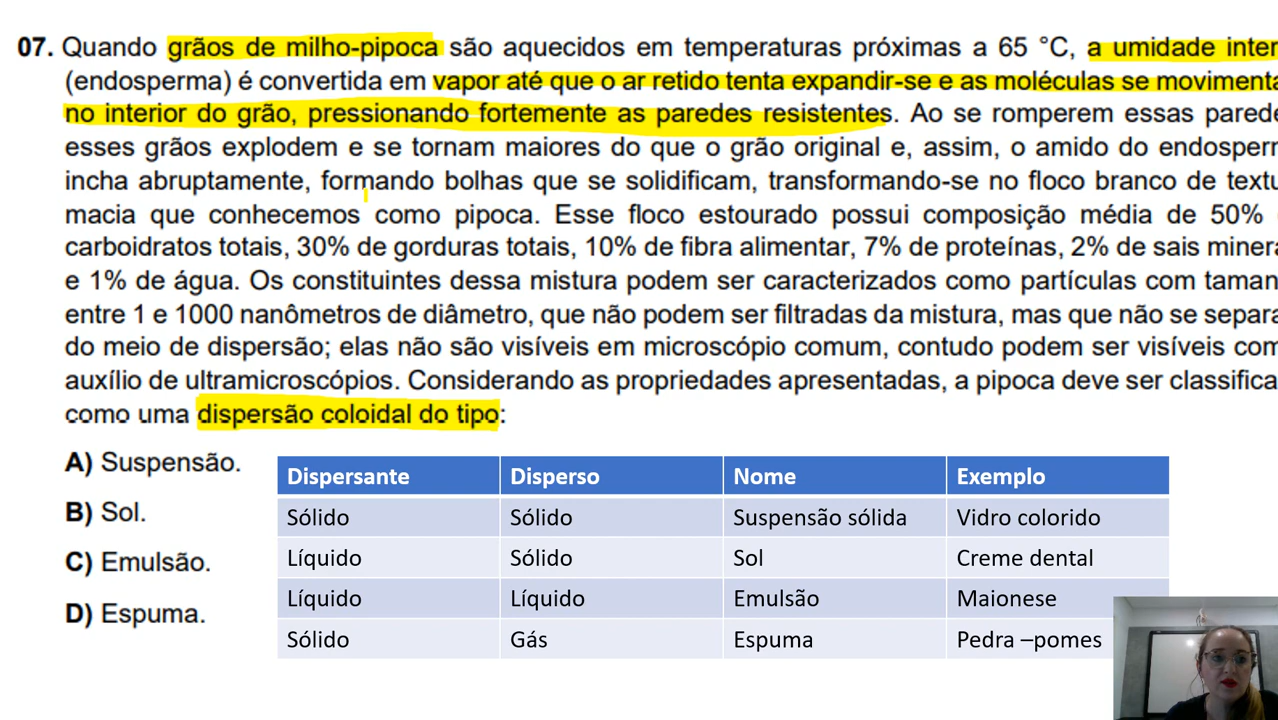 07. Quando grãos de milho-pipoca são aquecidos em temperaturas próximas a 65 °C, a umidade inter
(endosperma) é convertida em vapor até que o ar retido tenta expandir-se e as moléculas se movimenta
no interior do grão, pressionando fortemente as paredes resistentes. Ao se romperem essas parede
esses grãos explodem e se tornam maiores do que o grão original e, assim, o amido do endosperm
incha abruptamente, formando bolhas que se solidificam, transformando-se no floco branco de textu
macia que conhecemos como pipoca. Esse floco estourado possui composição média de 50%
carboidratos totais, 30% de gorduras totais, 10% de fibra alimentar, 7% de proteínas, 2% de sais minera
e 1% de água. Os constituintes dessa mistura podem ser caracterizados como partículas com taman
entre 1 e 1000 nanômetros de diâmetro, que não podem ser filtradas da mistura, mas que não se separa
do meio de dispersão; elas não são visíveis em microscópio comum, contudo podem ser visíveis com
auxílio de ultramicroscópios. Considerando as propriedades apresentadas, a pipoca deve ser classifica
como uma dispersão coloidal do tipo:
A) Suspensão.
B) Sol.
C) Emulsão.
D) Espuma.
Dispersante Disperso Nome Exemplo
Sólido Sólido Suspensão sólida Vidro colorido
Líquido Sólido Sol Creme dental
Líquido Líquido Emulsão Maionese
Sólido Gás Espuma Pedra –pomes